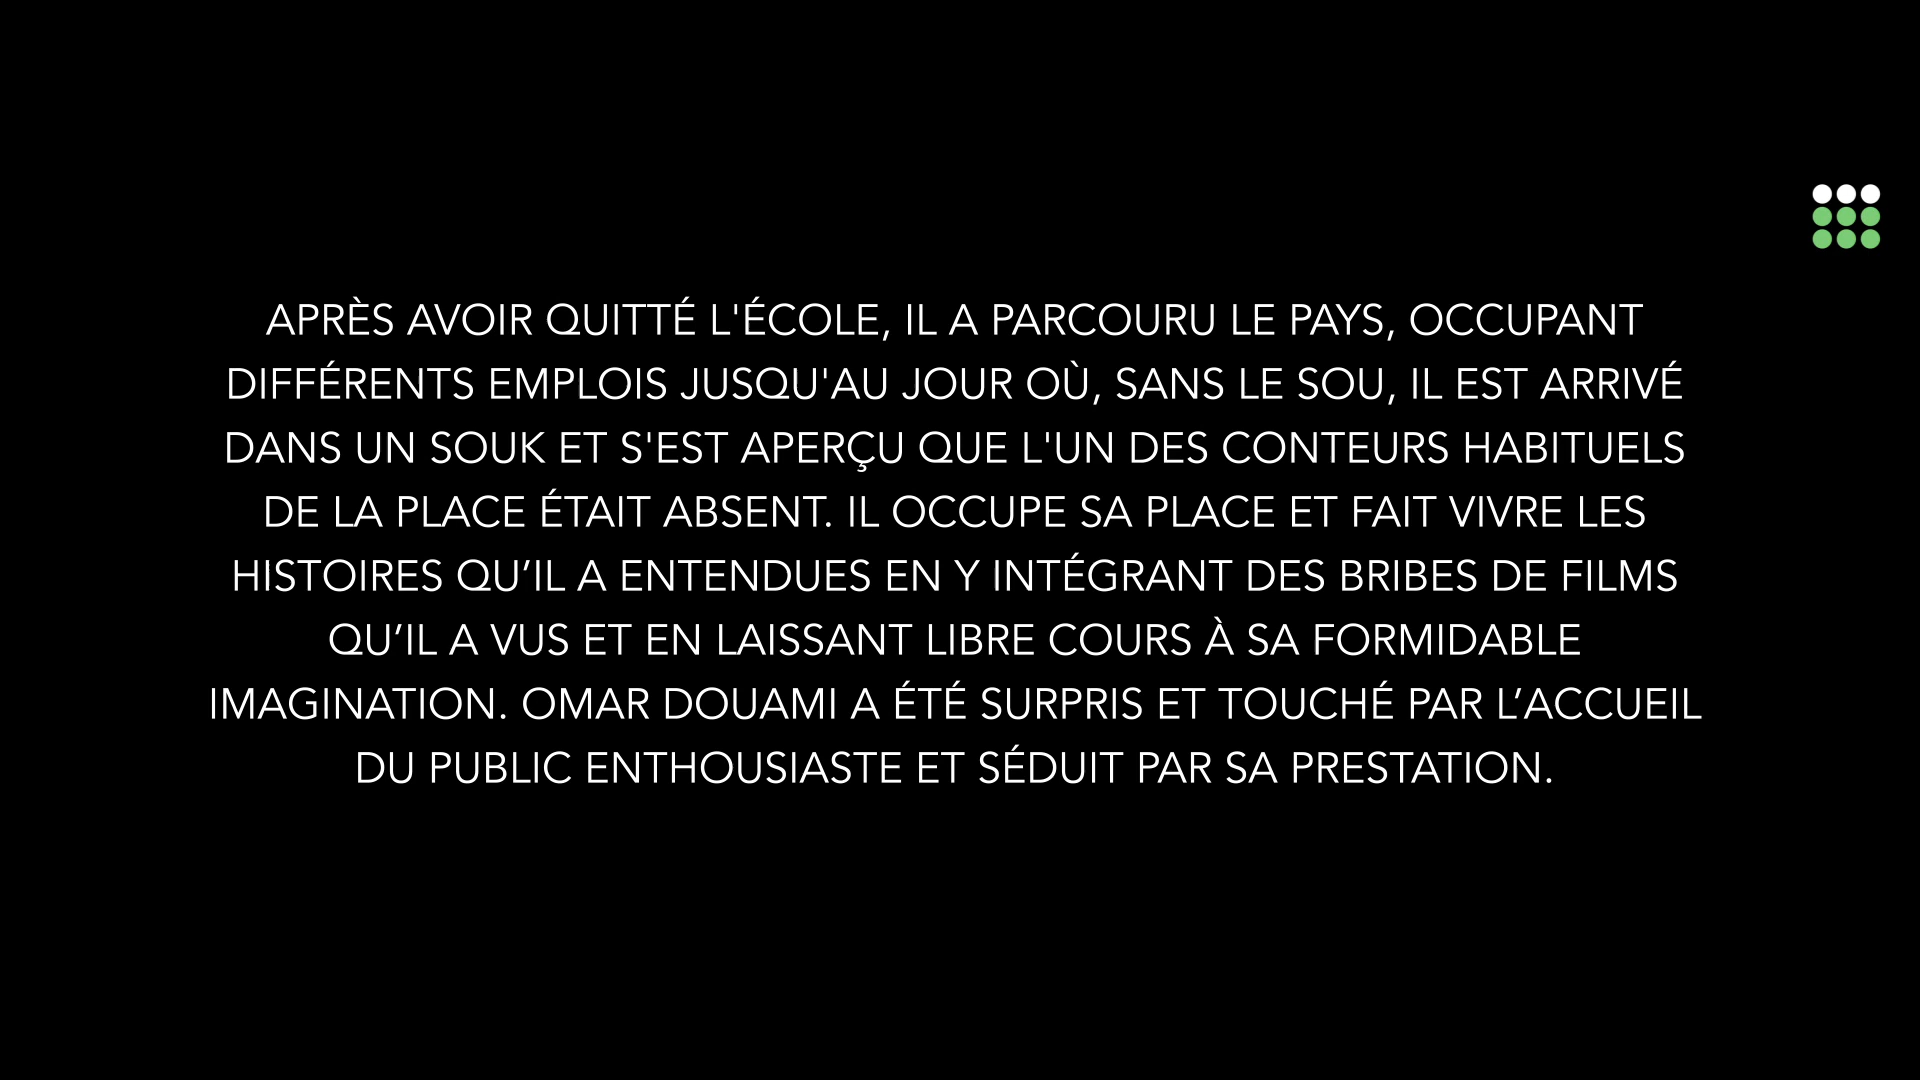 APRÈS AVOIR QUITTÉ L'ÉCOLE, IL A PARCOURU LE PAYS, OCCUPANT
DIFFÉRENTS EMPLOIS JUSQU'AU JOUR OÙ, SANS LE SOU, IL EST ARRIVÉ
DANS UN SOUK ET S'EST APERÇU QUE L'UN DES CONTEURS HABITUELS
DE LA PLACE ÉTAIT ABSENT. IL OCCUPE SA PLACE ET FAIT VIVRE LES
HISTOIRES QU’IL A ENTENDUES EN Y INTÉGRANT DES BRIBES DE FILMS
QU’IL A VUS ET EN LAISSANT LIBRE COURS À SA FORMIDABLE
IMAGINATION. OMAR DOUAMI A ÉTÉ SURPRIS ET TOUCHÉ PAR L’ACCUEIL
DU PUBLIC ENTHOUSIASTE ET SÉDUIT PAR SA PRESTATION.